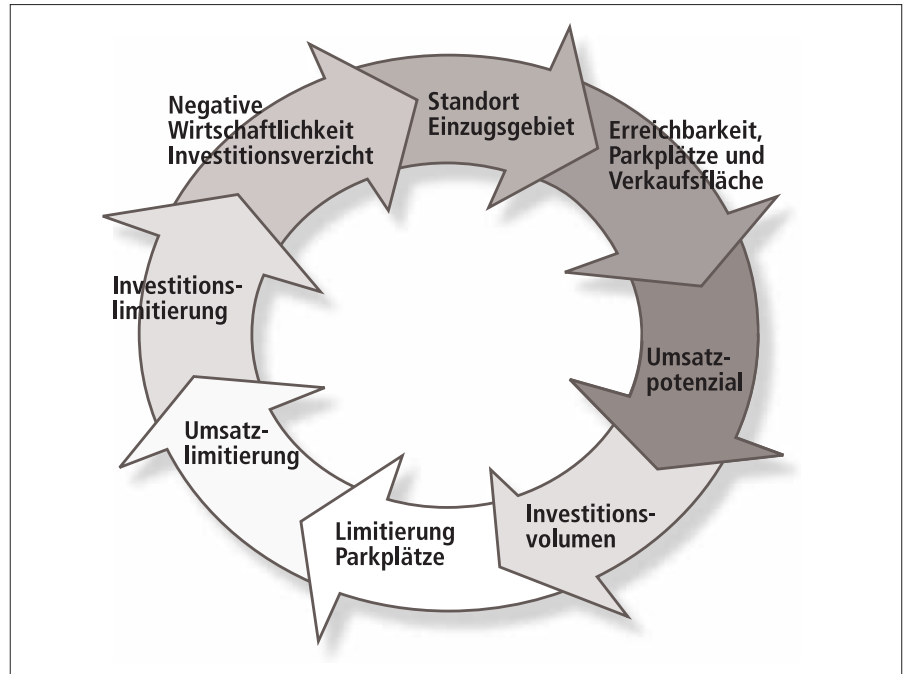 Standort
Einzugsgebiet
Erreichbarkeit,
Parkplätze und
Verkaufsfläche
Umsatz-
potenzial
Investitions-
volumen
Limitierung
Parkplätze
Umsatz-
limitierung
Investitions-
limitierung
Negative
Wirtschaftlichkeit
Investitionsverzicht